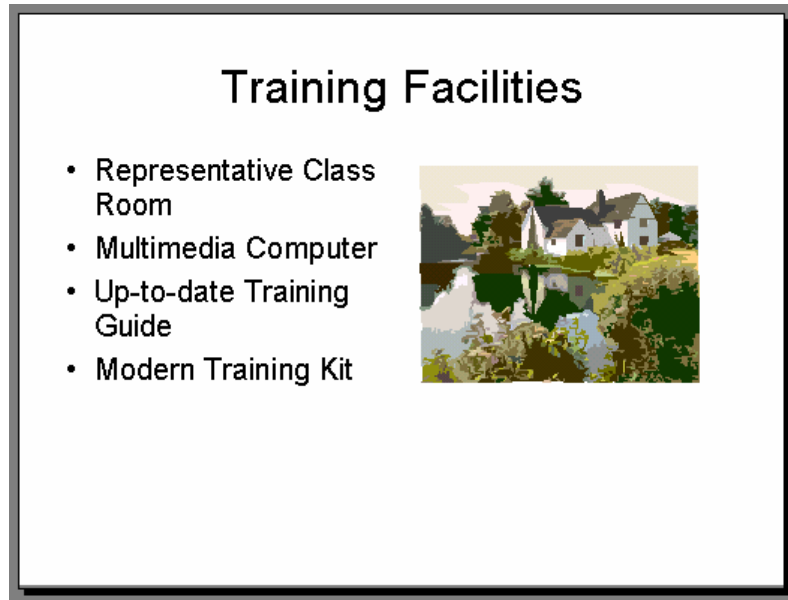 Training Facilities
• Representative Class
Room
• Multimedia Computer
• Up-to-date Training
Guide
• Modern Training Kit